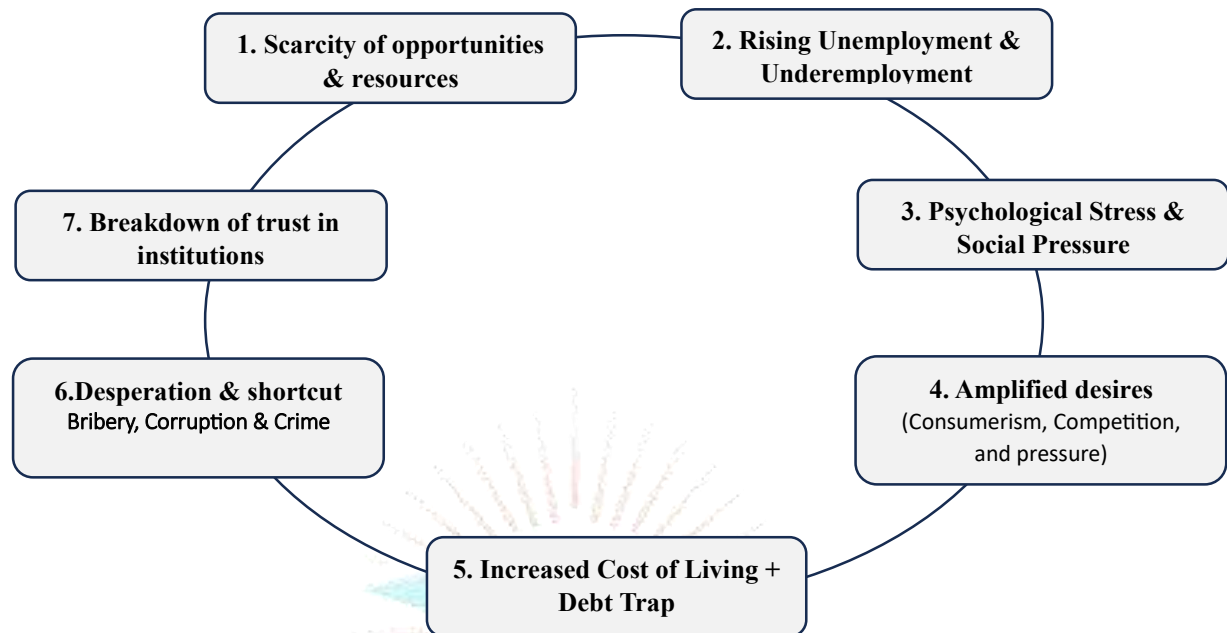 1. Scarcity of opportunities
& resources
2. Rising Unemployment &
Underemployment
3. Psychological Stress &
Social Pressure
4. Amplified desires
(Consumerism, Competition,
and pressure)
5. Increased Cost of Living +
Debt Trap
6.Desperation & shortcut
Bribery, Corruption & Crime
7. Breakdown of trust in
institutions